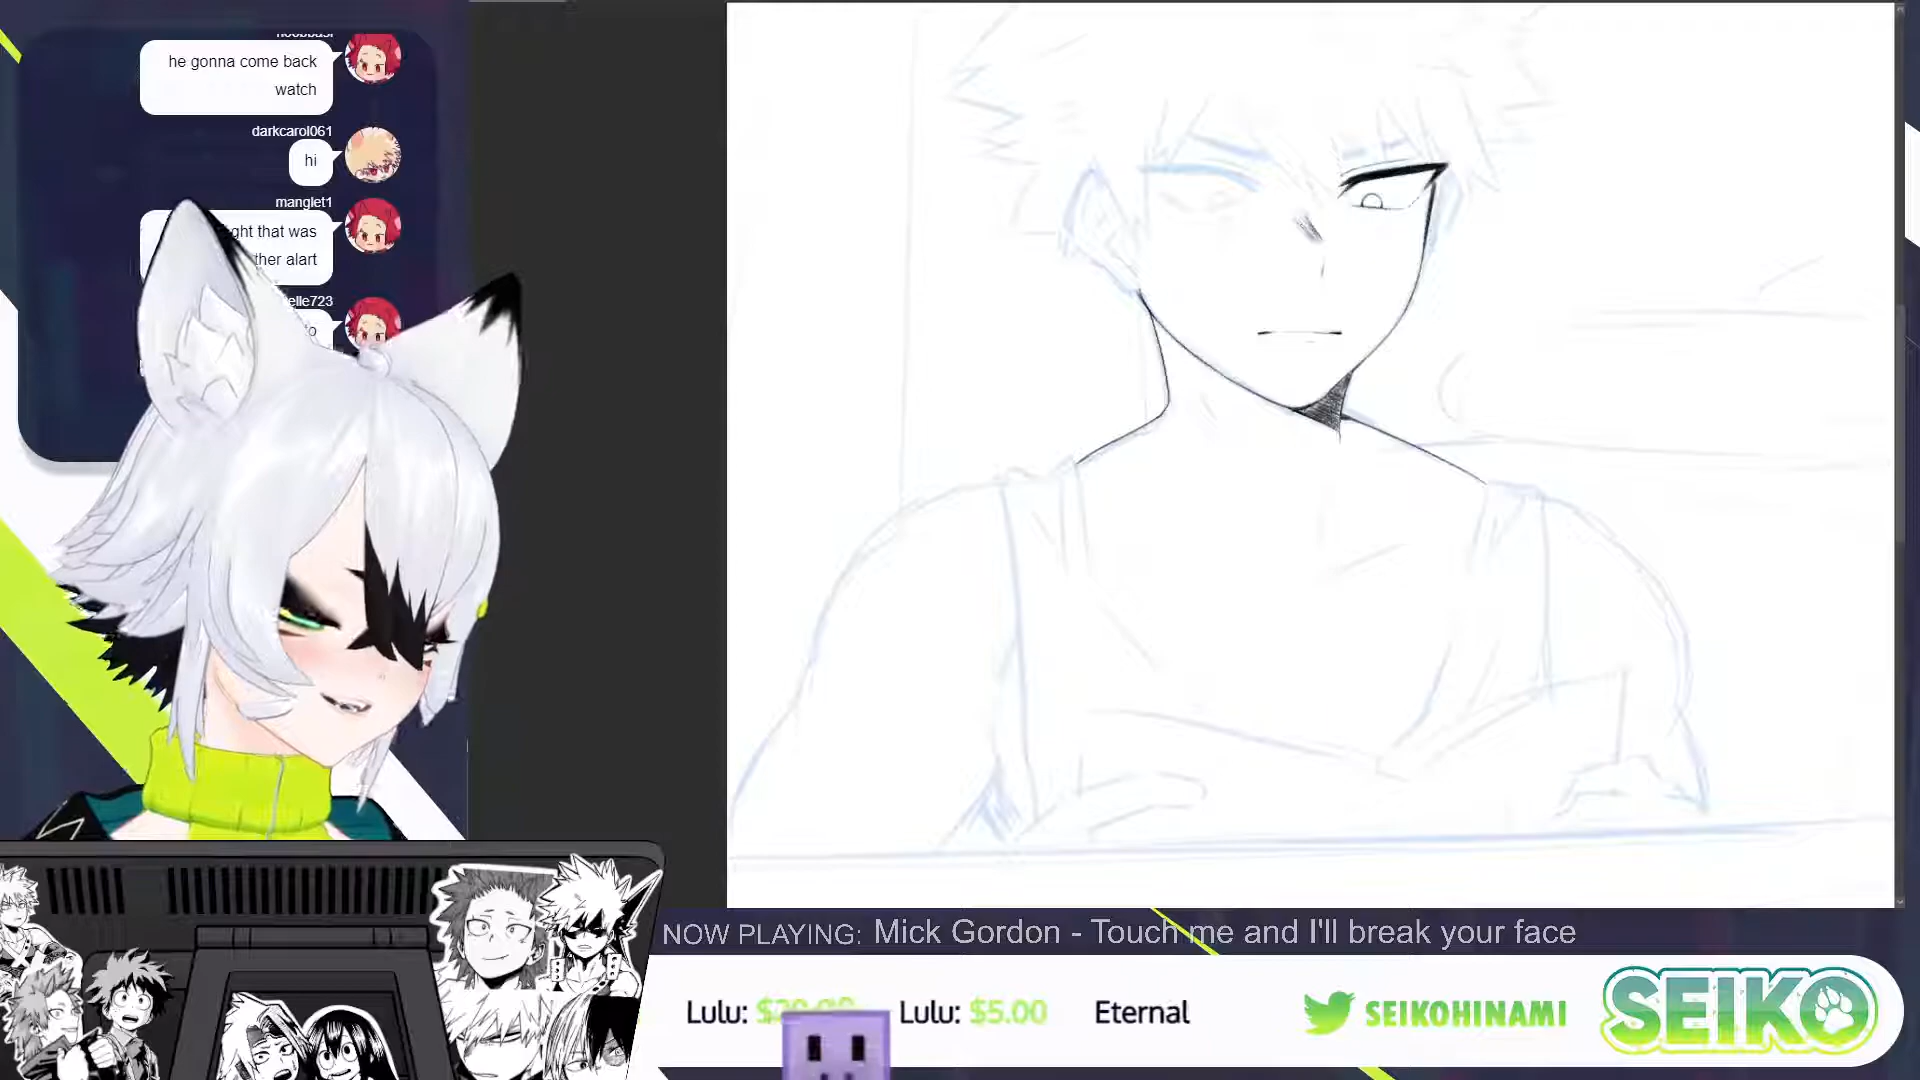 he gonna come back
watch
darkcarol061
hi
manglet1
ght that was
ther alart
elle723
to
NOW PLAYING: Mick Gordon - Touch me and I'll break your face
Lulu: Lulu: $5.00 Eternal
SEIKOHINAMI
SEIKO